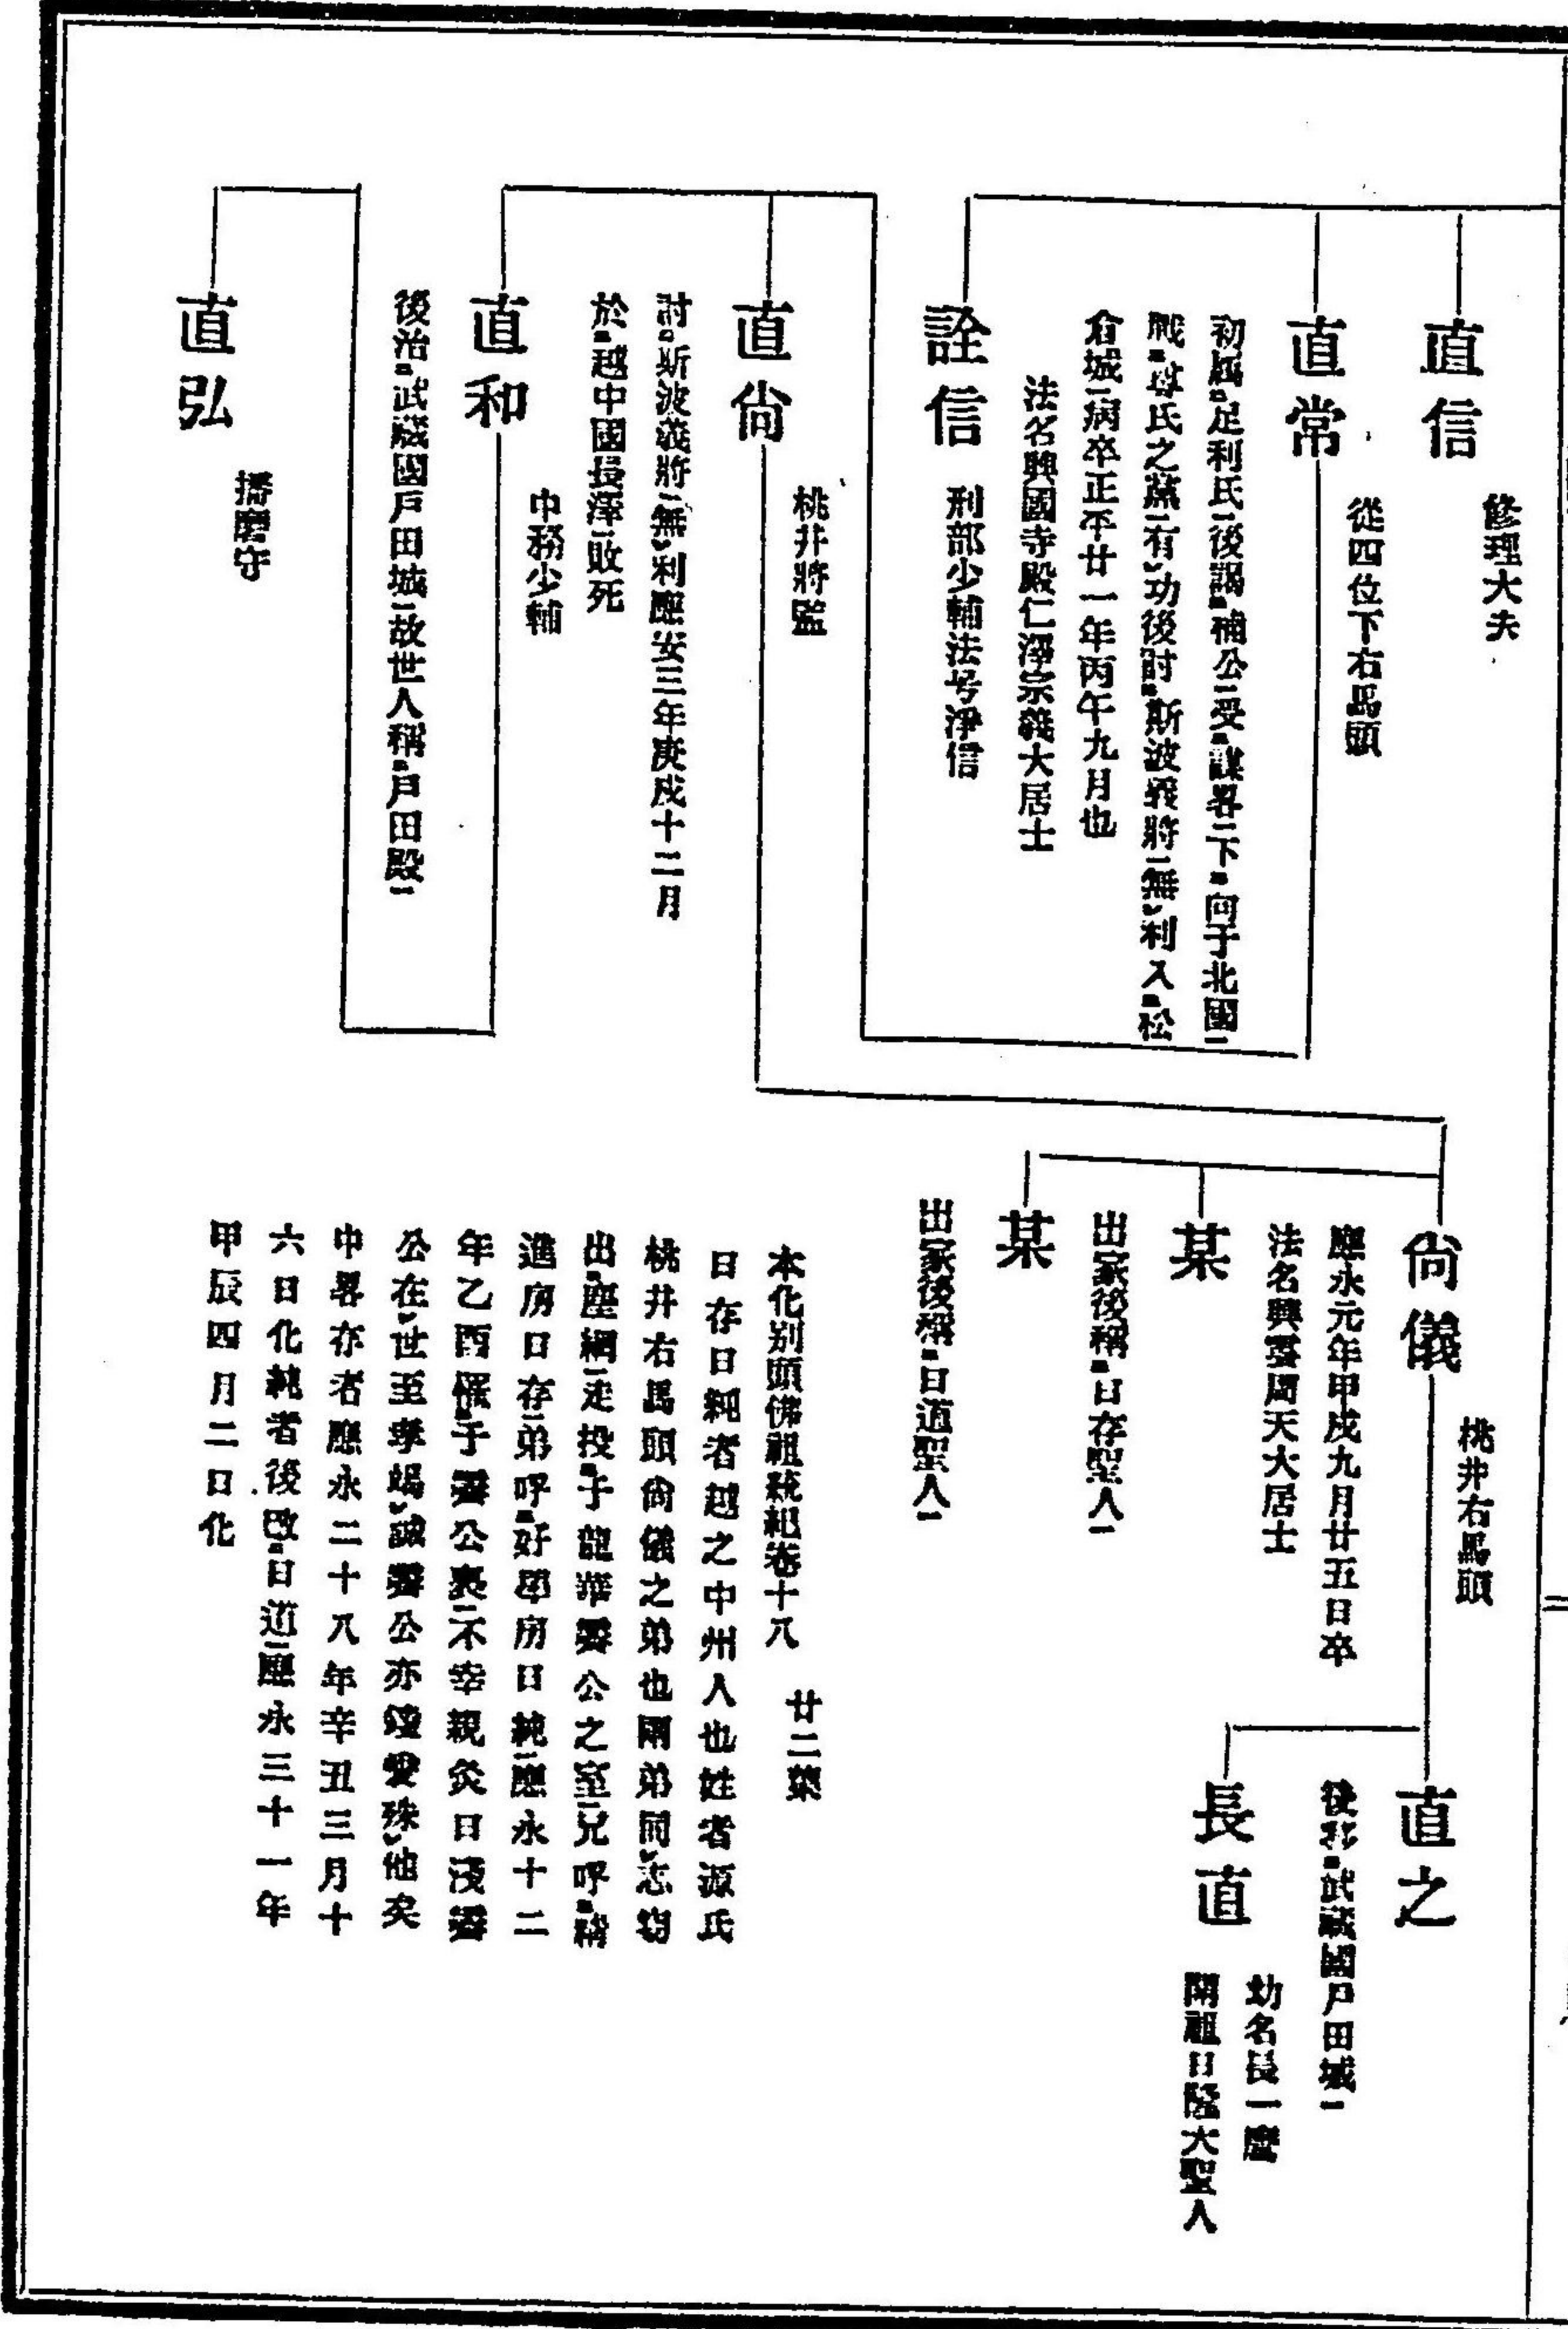 直信
修理大夫
直常
從四位下右馬頭
初屬足利氏後謁補公受謀畧下向于北國
戰尊氏之黨有功後討斯波義將無利入松
倉城病卒正平廿一年丙午九月也
法名興國寺殿仁澤宗義大居士
詮信
刑部少輔法号淨信
直尙
桃井將監
討斯波義將無利應安三年庚戌十二月
於越中國長澤敗死
直和
中務少輔
後治武藏國戶田城故世人稱戶田殿
直弘
播磨守
尙儀
桃井右馬頭
應永元年甲戌九月廿五日卒
法名興雲周天大居士
某
出家後稱日存聖人
某
出家後稱日道聖人
直之
後移武藏國戶田城
長直
幼名長一麿
開祖日隆大聖人
本化別頭佛祖統紀卷十八 廿二葉
日存日純者越之中州人也姓者源氏
桃井右馬頭尙儀之弟也兩弟同志竊
出塵網走投于龍華霽公之室兄呼精
進房日存弟呼好學房日純應永十二
年乙酉罹于霽公喪不幸親炙日淺霽
公在世至孝竭誠霽公亦鐘愛殊他矣
中畧存者應永二十八年辛丑三月十
六日化純者後改日道應永三十一年
甲辰四月二日化
二